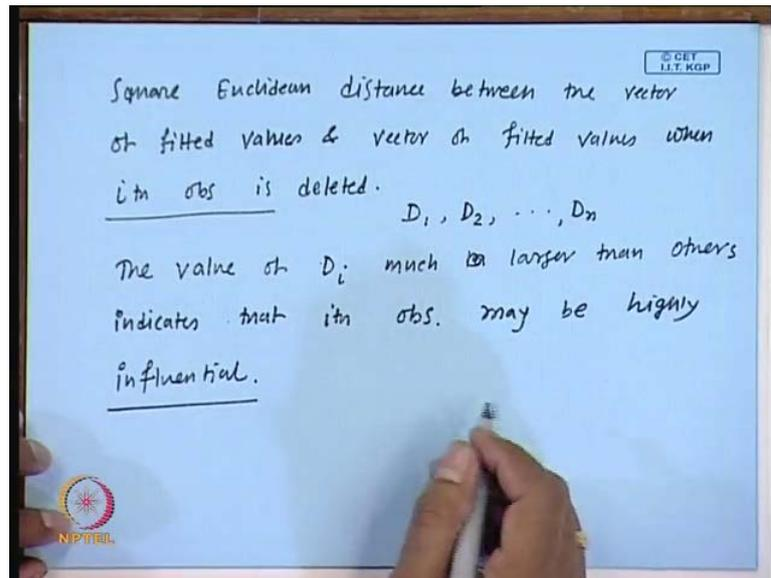 © CET
I.I.T. KGP
Square Euclidean distance between the vector
of fitted values & vector of fitted values when
ith obs is deleted.
D1, D2, ..., Dn
The value of Di much larger than others
indicates that ith obs. may be highly
influential.
NPTEL